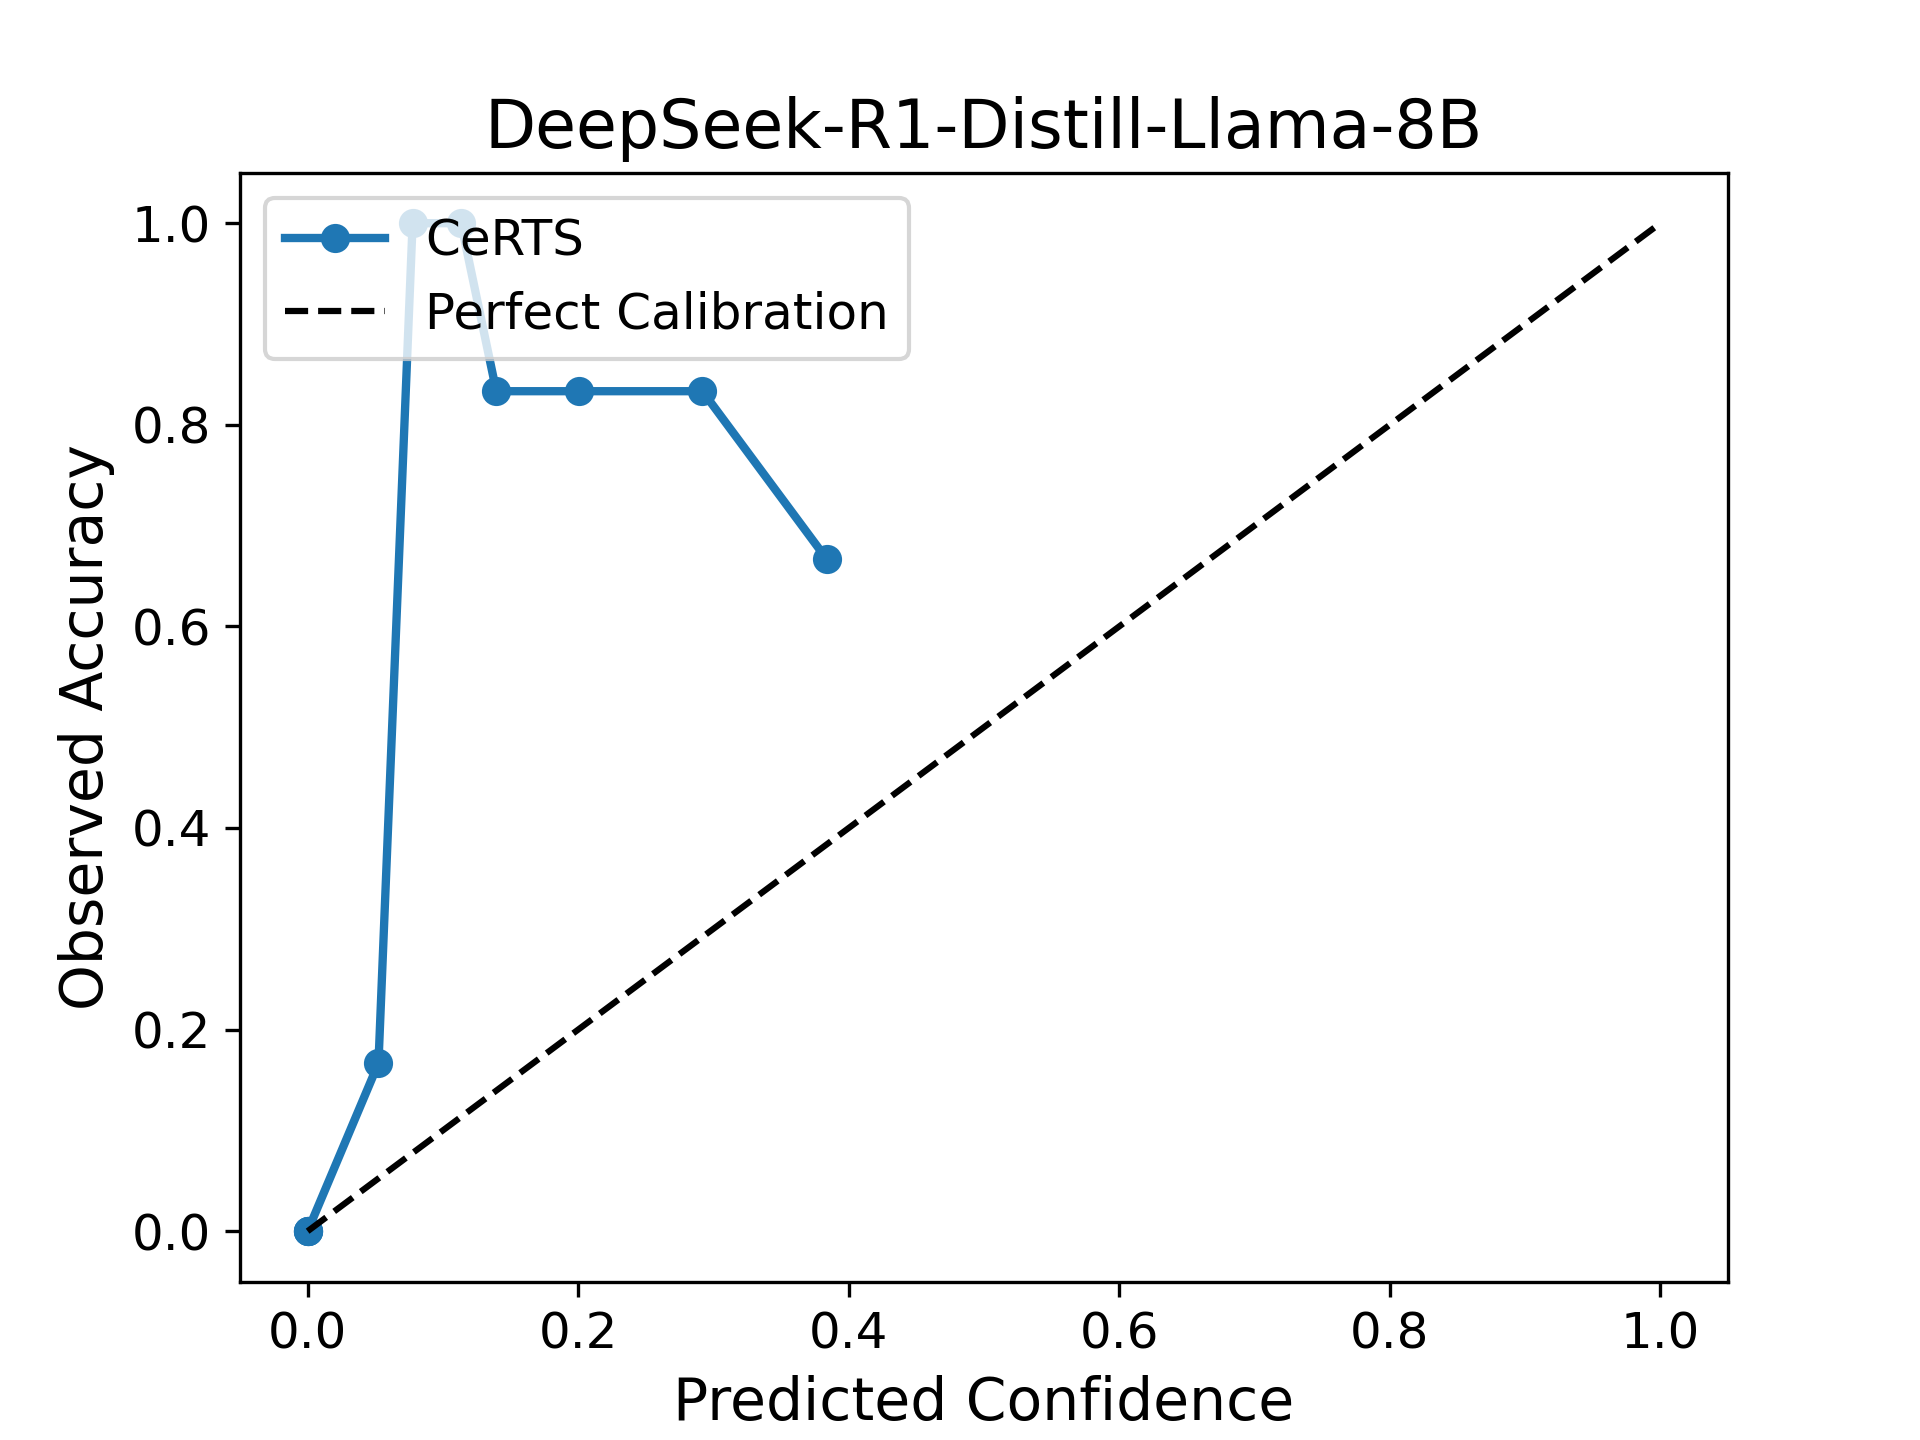 DeepSeek-R1-Distill-Llama-8B
CeRTS
Perfect Calibration
Observed Accuracy
1.0
0.8
0.6
0.4
0.2
0.0
0.0 0.2 0.4 0.6 0.8 1.0
Predicted Confidence